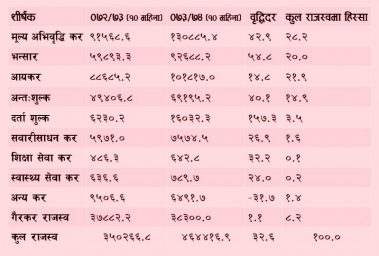 शीर्षक ०७२/७३ (१० महिना) ०७३/७४ (१० महिना) वृद्धिदर कुल राजस्वमा हिस्सा
मूल्य अभिवृद्धि कर ९१५६८.६ १३०८८५.४ ४२.९ २८.२
भन्सार ५९८९३.३ ९२६८८.२ ५४.८ २०.०
आयकर ८८६८५.२ १०१८१७.० १४.८ २१.९
अन्तःशुल्क ४९४०६.८ ६९१९५.२ ४०.१ १४.९
दर्ता शुल्क ६२३०.२ १६०३२.३ १५७.३ ३.५
सवारीसाधन कर ५९७१.० ७५७४.५ २६.९ १.६
शिक्षा सेवा कर ४८६.३ ६४२.८ ३२.२ ०.१
स्वास्थ्य सेवा कर ६३६.६ ७८९.७ २४.० ०.२
अन्य कर ९५०६.६ ६४९१.७ -३१.७ १.४
गैरकर राजस्व ३७८८२.२ ३८३००.० १.१ ८.२
कुल राजस्व ३५०२६६.८ ४६४४१६.९ ३२.६ १००.०